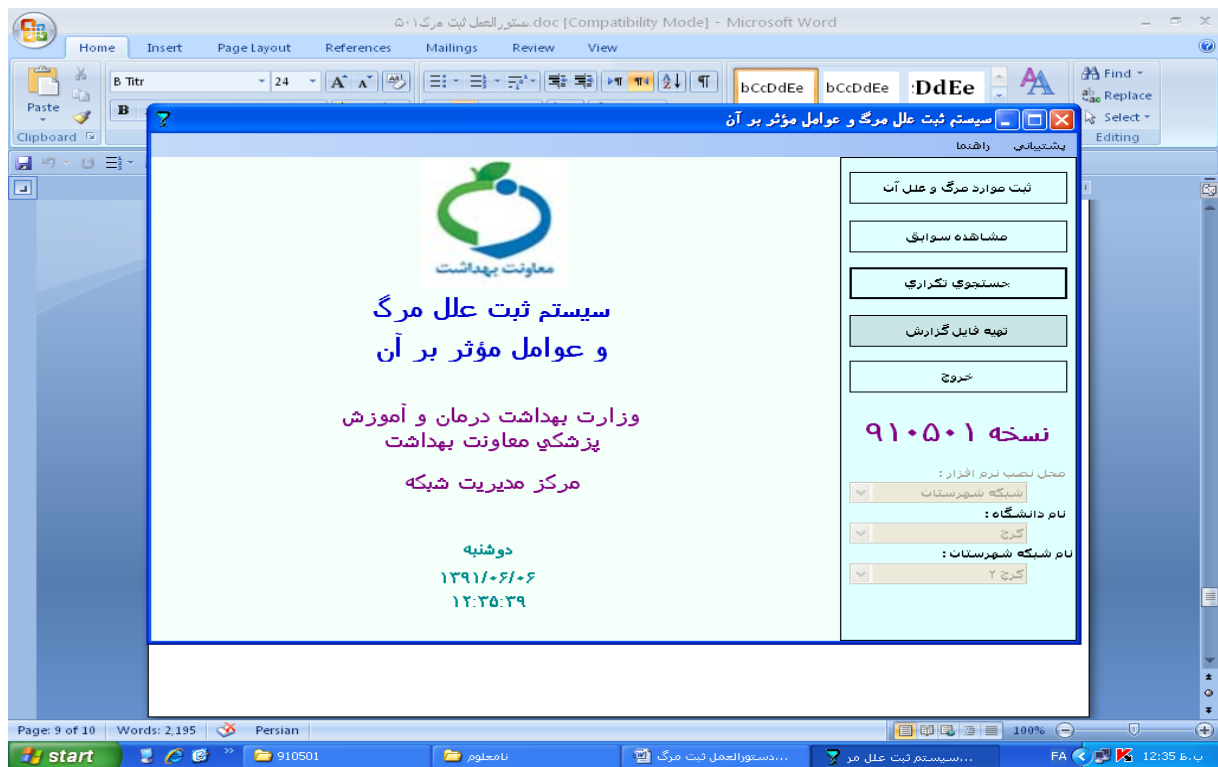 دستورالعمل ثبت مرگ۵۰۱.doc [Compatibility Mode] - Microsoft Word
Home Insert Page Layout References Mailings Review View
B Titr 24
Paste
Clipboard
B
bCcDdEe bCcDdEe DdEe
Find
Replace
Select
Editing
سیستم ثبت علل مرگ و عوامل مؤثر بر آن
پشتیبانی راهنما
ثبت موارد مرگ و علل آن
مشاهده سوابق
جستجوي تکراري
تهیه فایل گزارش
خروج
نسخه ۹۱۰۵۰۱
محل نصب نرم افزار :
شبکه شهرستان
نام دانشگاه :
کرج
نام شبکه شهرستان :
کرج ۲
معاونت بهداشت
سیستم ثبت علل مرگ
و عوامل مؤثر بر آن
وزارت بهداشت درمان و آموزش
پزشکي معاونت بهداشت
مرکز مدیریت شبکه
دوشنبه
۱۳۹۱/۰۶/۰۶
۱۲:۳۵:۳۹
Page: 9 of 10 Words: 2,195 Persian 100%
start 910501 نامعلوم دستورالعمل ثبت مرگ... سیستم ثبت علل مر... FA 12:35 ب.ظ